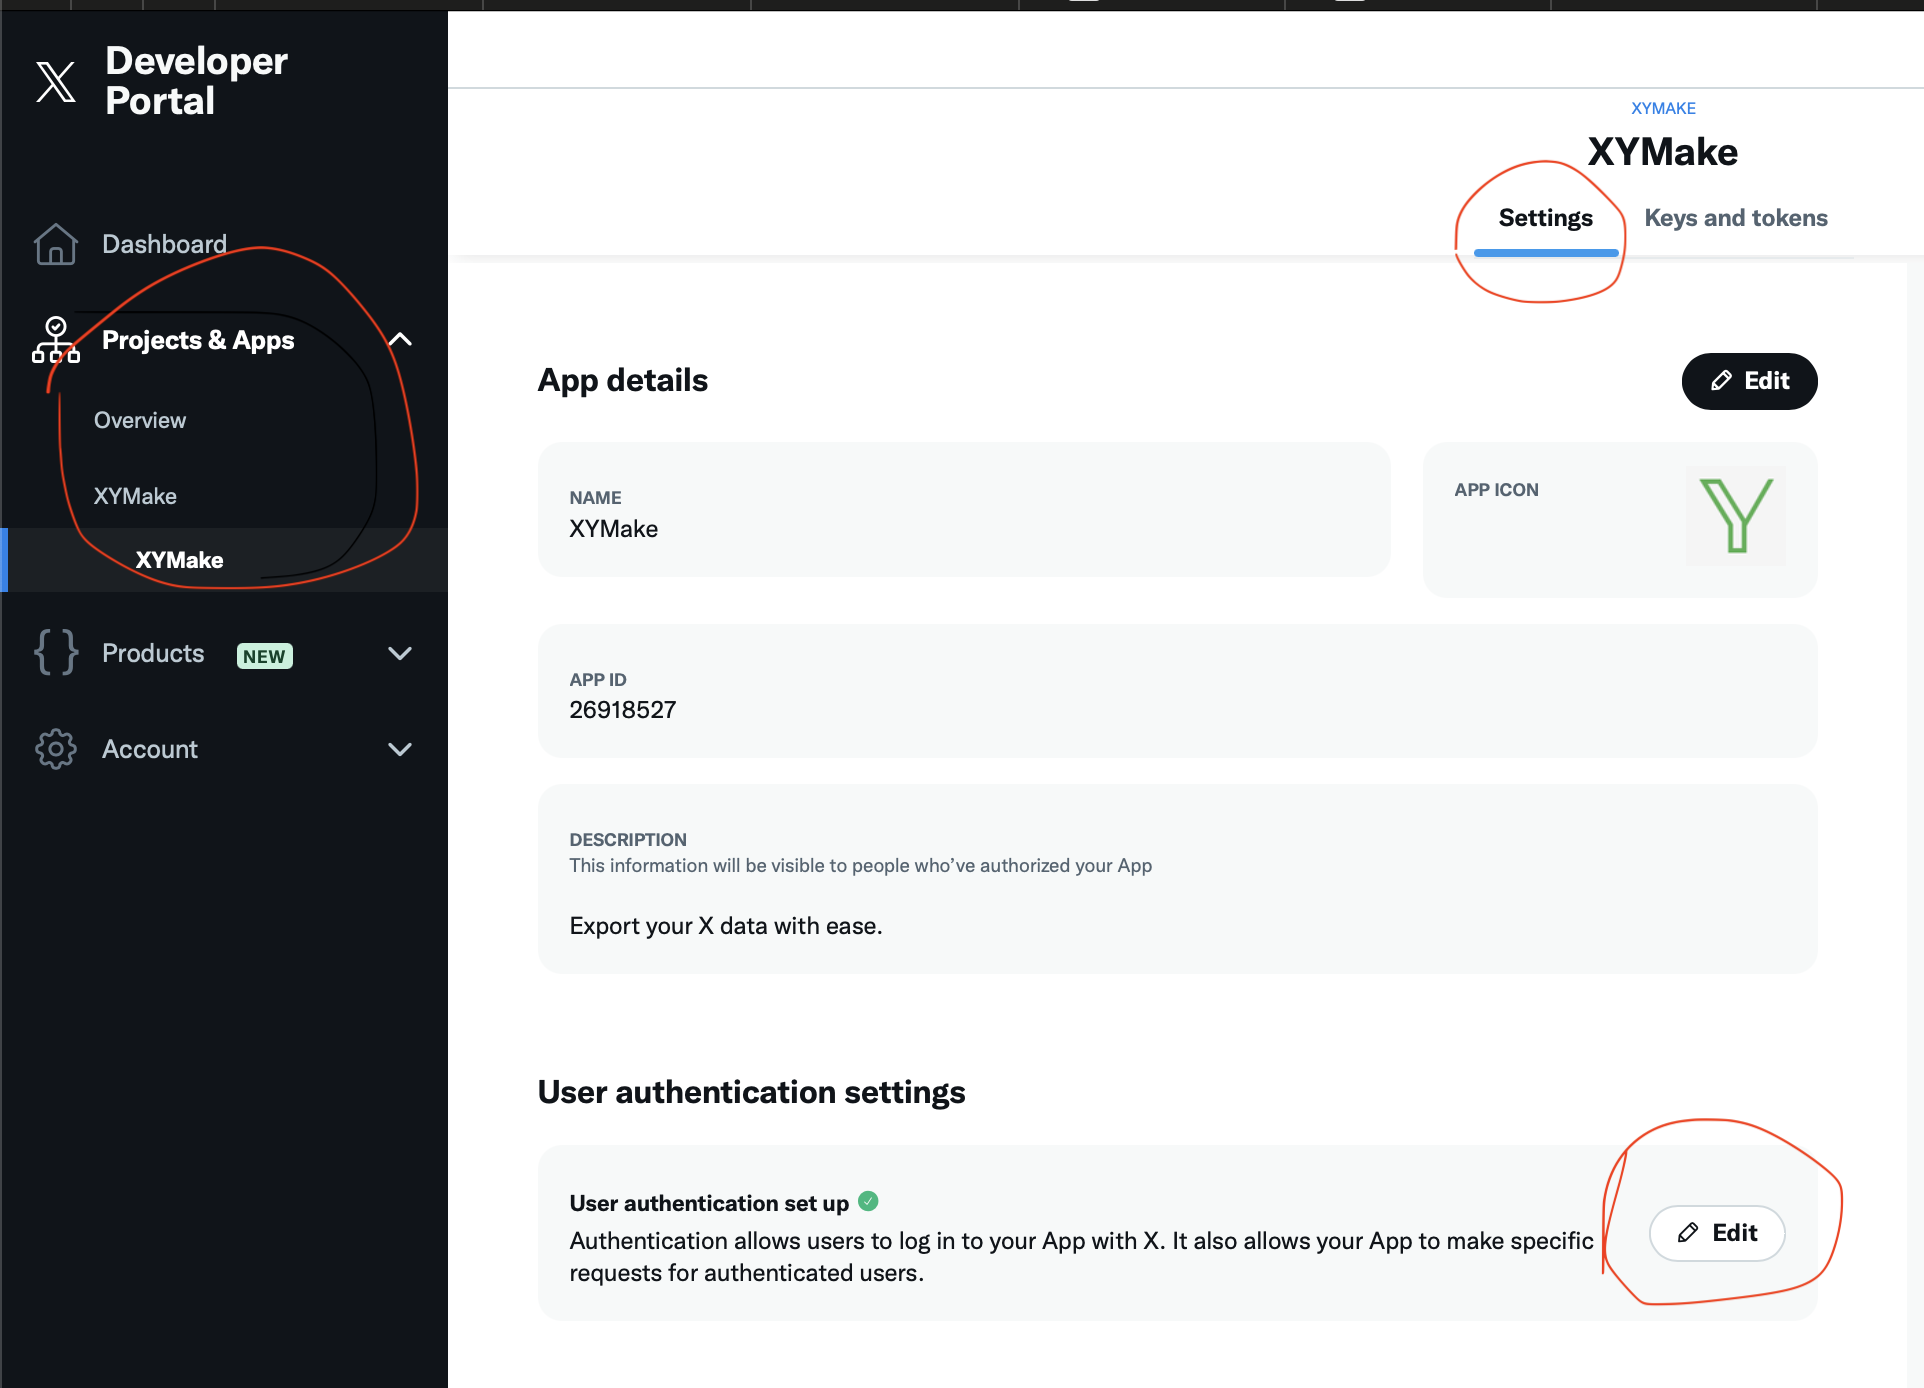 Developer
Portal
Dashboard
Projects & Apps
Overview
XYMake
XYMake
Products NEW
Account
XYMAKE
XYMake
Settings Keys and tokens
App details
Edit
NAME
XYMake
APP ICON
APP ID
26918527
DESCRIPTION
This information will be visible to people who’ve authorized your App
Export your X data with ease.
User authentication settings
User authentication set up
Authentication allows users to log in to your App with X. It also allows your App to make specific
requests for authenticated users.
Edit